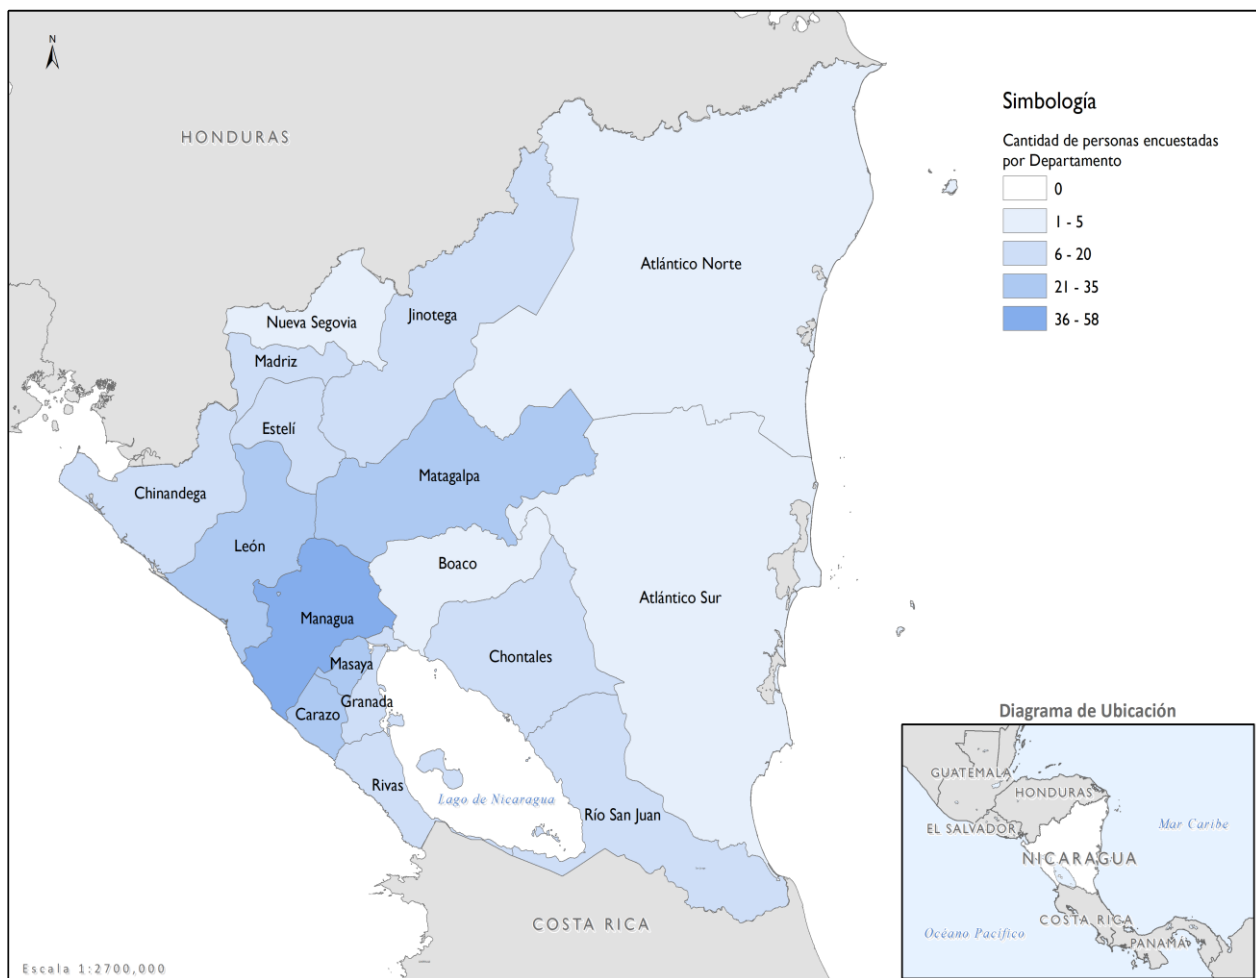 N
HONDURAS
Simbología
Cantidad de personas encuestadas
por Departamento
0
1 - 5
6 - 20
21 - 35
36 - 58
Atlántico Norte
Nueva Segovia
Jinotega
Madriz
Estelí
Matagalpa
Chinandega
León
Boaco
Atlántico Sur
Managua
Masaya
Chontales
Granada
Carazo
Rivas
Lago de Nicaragua
Río San Juan
COSTA RICA
Escala 1:2700,000
Diagrama de Ubicación
GUATEMALA
HONDURAS
EL SALVADOR
Mar Caribe
NICARAGUA
COSTA RICA
Océano Pacífico
PANAMÁ